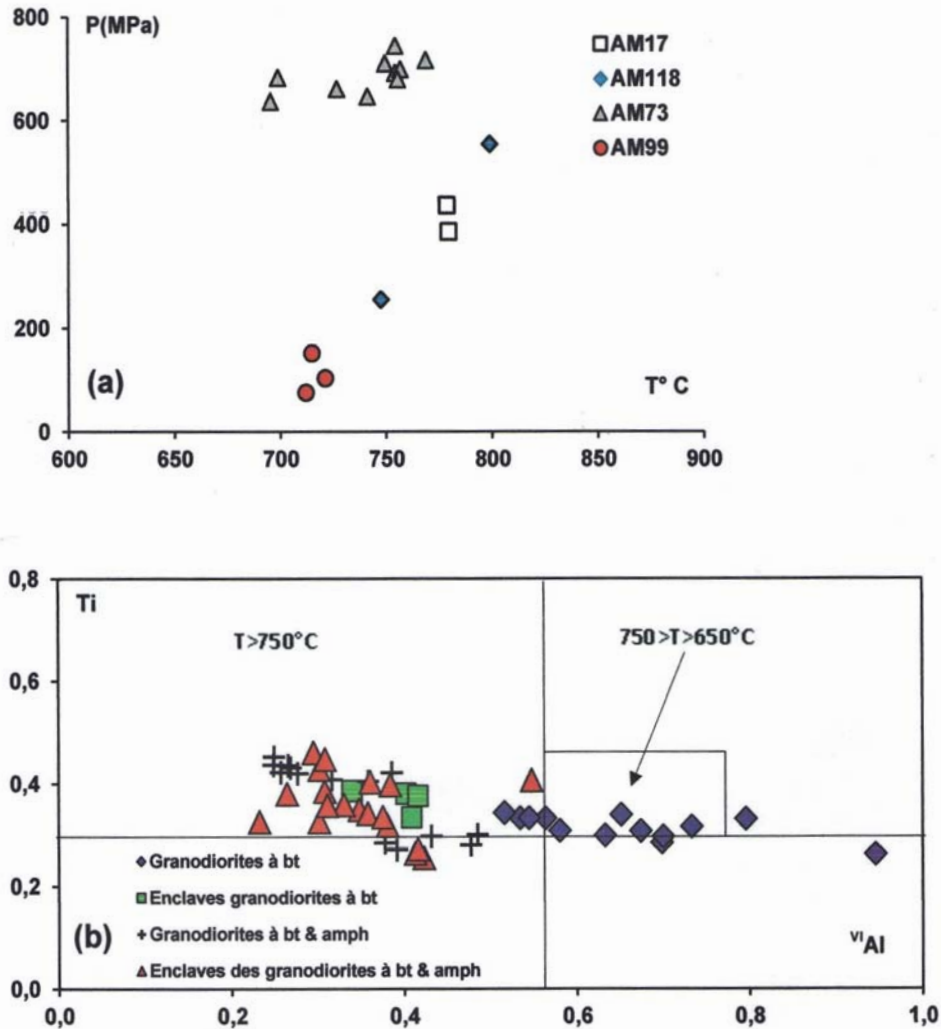 800
P(MPa)
600
400
200
0
AM17
AM118
AM73
AM99
(a)
T° C
600 650 700 750 800 850 900
0,8
Ti
0,6
0,4
0,2
0,0
T>750°C
750>T>650°C
Granodiorites à bt
Enclaves granodiorites à bt
Granodiorites à bt & amph
Enclaves des granodiorites à bt & amph
(b)
VIAl
0,0 0,2 0,4 0,6 0,8 1,0